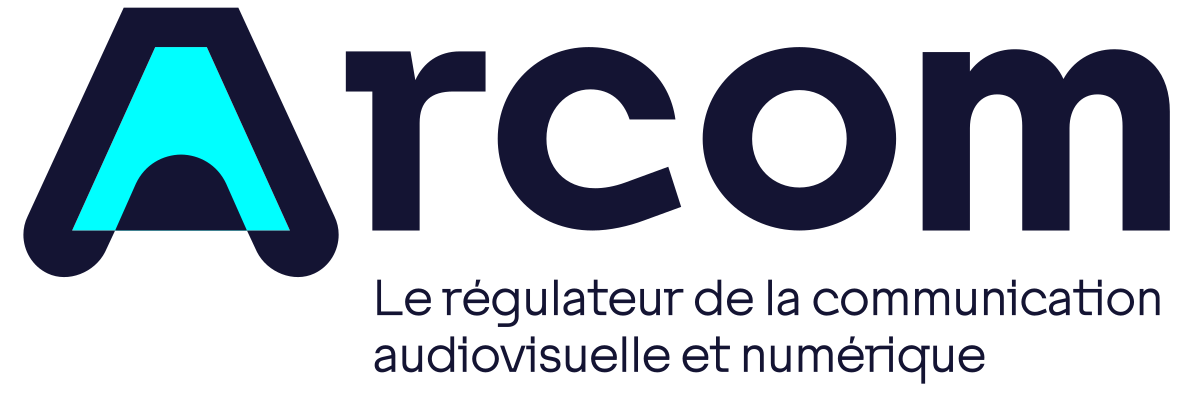 Arcom
Le régulateur de la communication
audiovisuelle et numérique